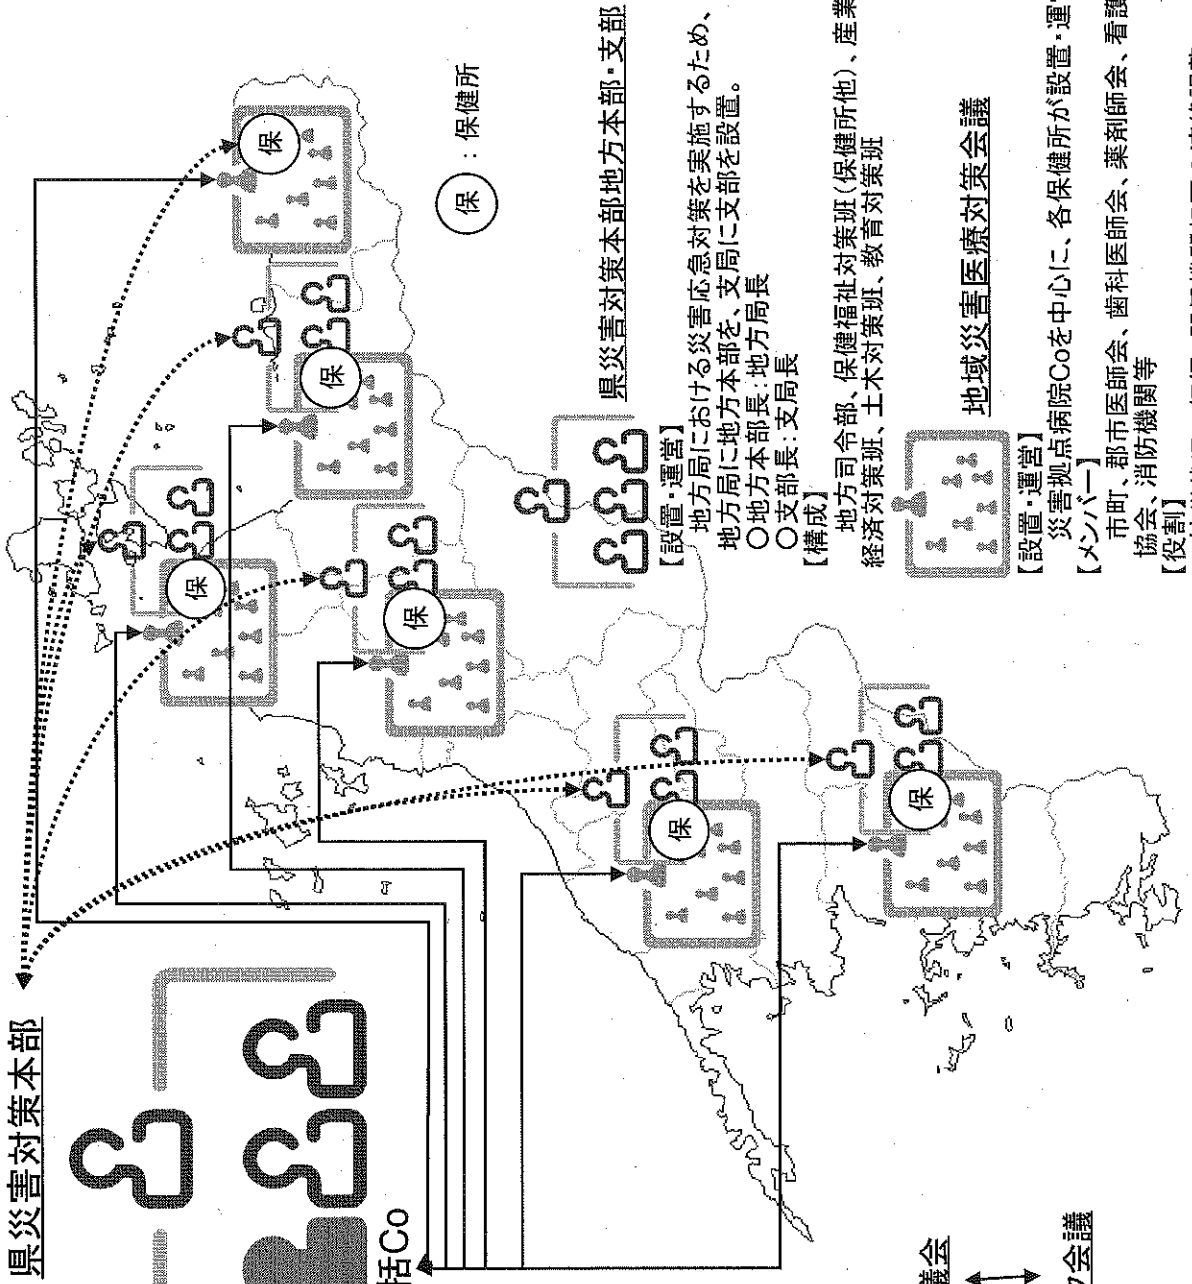 県災害対策本部
括Co
保
保
保
保
保
保
保
：保健所
県災害対策本部地方本部・支部
【設置・運営】
地方局における災害応急対策を実施するため、
地方局に地方本部を、支局に支部を設置。
〇地方本部長：地方局長
〇支部長：支局長
【構成】
地方司令部、保健福祉対策班（保健所他）、産業
経済対策班、土木対策班、教育対策班
地域災害医療対策会議
【設置・運営】
災害拠点病院Coを中心に、各保健所が設置・運
【メンバー】
市町、郡市医師会、歯科医師会、薬剤師会、看護
協会、消防機関等
【役割】
議会
会議